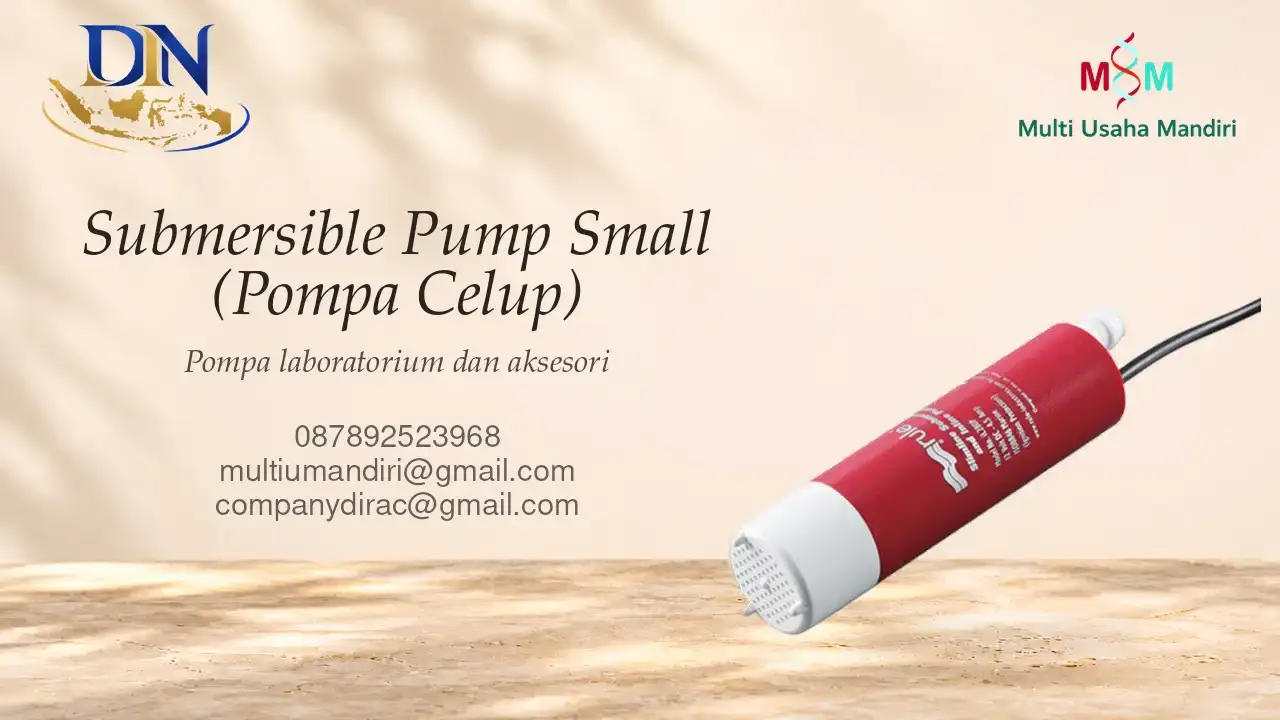 DN
M M
Multi Usaha Mandiri
Submersible Pump Small
(Pompa Celup)
Pompa laboratorium dan aksesori
087892523968
multiumandiri@gmail.com
companydirac@gmail.com
rule